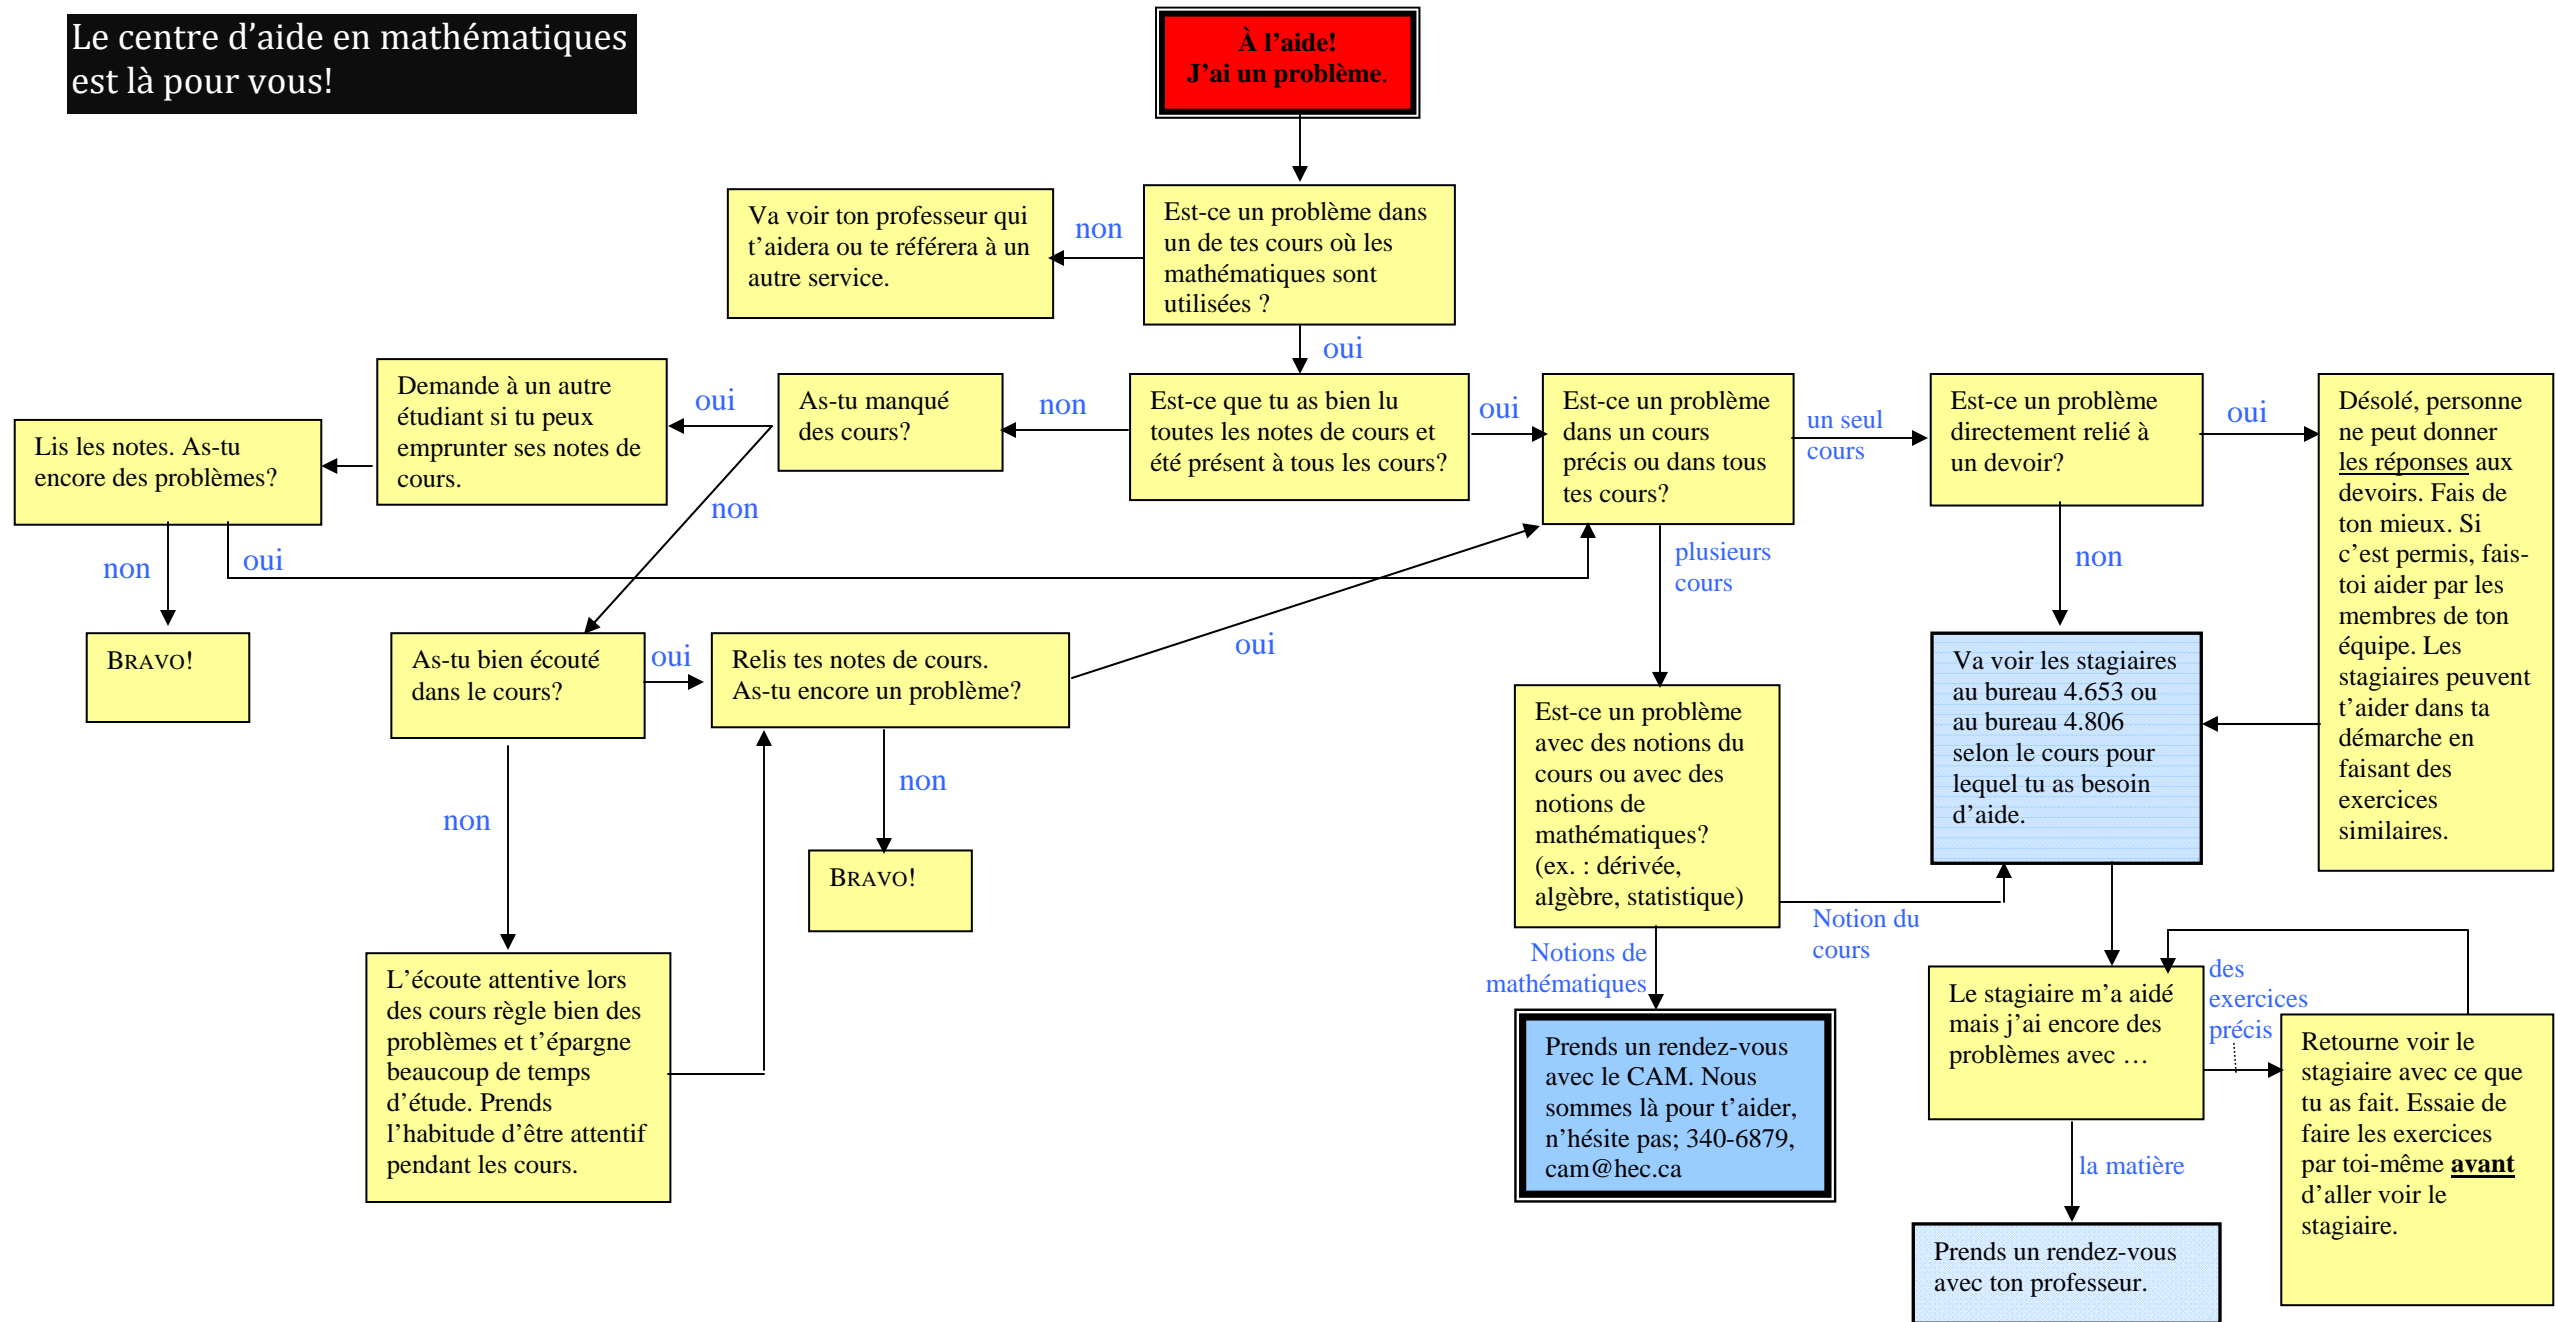 Le centre d’aide en mathématiques
est là pour vous!
À l’aide!
J’ai un problème.
Va voir ton professeur qui
t’aidera ou te référera à un
autre service.
non
Est-ce un problème dans
un de tes cours où les
mathématiques sont
utilisées ?
oui
Lis les notes. As-tu
encore des problèmes?
Demande à un autre
étudiant si tu peux
emprunter ses notes de
cours.
oui
As-tu manqué
des cours?
non
Est-ce que tu as bien lu
toutes les notes de cours et
été présent à tous les cours?
oui
Est-ce un problème
dans un cours
précis ou dans tous
tes cours?
un seul
cours
Est-ce un problème
directement relié à
un devoir?
oui
Désolé, personne
ne peut donner
les réponses aux
devoirs. Fais de
ton mieux. Si
c’est permis, fais-
toi aider par les
membres de ton
équipe. Les
stagiaires peuvent
t’aider dans ta
démarche en
faisant des
exercices
similaires.
non
non
oui
plusieurs
cours
non
BRAVO!
As-tu bien écouté
dans le cours?
oui
Relis tes notes de cours.
As-tu encore un problème?
oui
Va voir les stagiaires
au bureau 4.653 ou
au bureau 4.806
selon le cours pour
lequel tu as besoin
d’aide.
Est-ce un problème
avec des notions du
cours ou avec des
notions de
mathématiques?
(ex. : dérivée,
algèbre, statistique)
non
non
BRAVO!
Notion du
cours
Notions de
mathématiques
L’écoute attentive lors
des cours règle bien des
problèmes et t’épargne
beaucoup de temps
d’étude. Prends
l’habitude d’être attentif
pendant les cours.
Prends un rendez-vous
avec le CAM. Nous
sommes là pour t’aider,
n’hésite pas; 340-6879,
cam@hec.ca
Le stagiaire m’a aidé
mais j’ai encore des
problèmes avec …
des
exercices
précis
Retourne voir le
stagiaire avec ce que
tu as fait. Essaie de
faire les exercices
par toi-même avant
d’aller voir le
stagiaire.
la matière
Prends un rendez-vous
avec ton professeur.